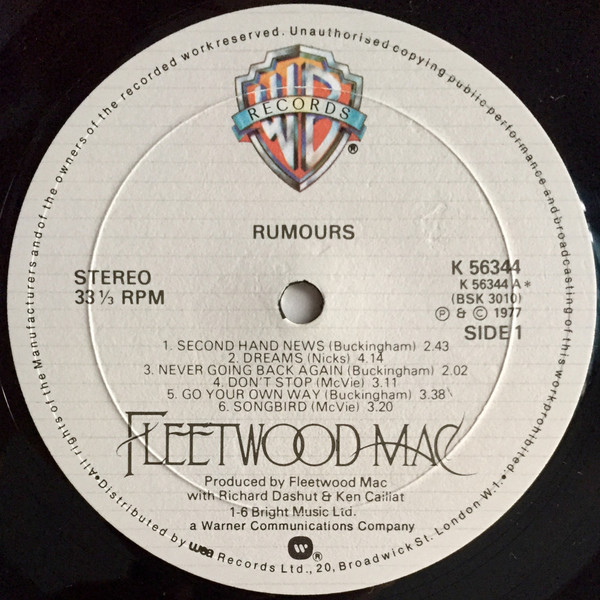 All rights of the Manufacturers and of the owners of the recorded work reserved. Unauthorised copying public performance and broadcasting of this work prohibited.
WB
RECORDS
®
RUMOURS
STEREO
33 ⅓ RPM
K 56344
K 56344 A*
(BSK 3010)
Ⓟ & © 1977
SIDE 1
1. SECOND HAND NEWS (Buckingham) 2.43
2. DREAMS (Nicks) 4.14
3. NEVER GOING BACK AGAIN (Buckingham) 2.02
4. DON'T STOP (McVie) 3.11
5. GO YOUR OWN WAY (Buckingham) 3.38
6. SONGBIRD (McVie) 3.20
FLEETWOOD MAC
Produced by Fleetwood Mac
with Richard Dashut & Ken Caillat
1-6 Bright Music Ltd.
a Warner Communications Company
®
Distributed by wea Records Ltd., 20, Broadwick St. London W.1.